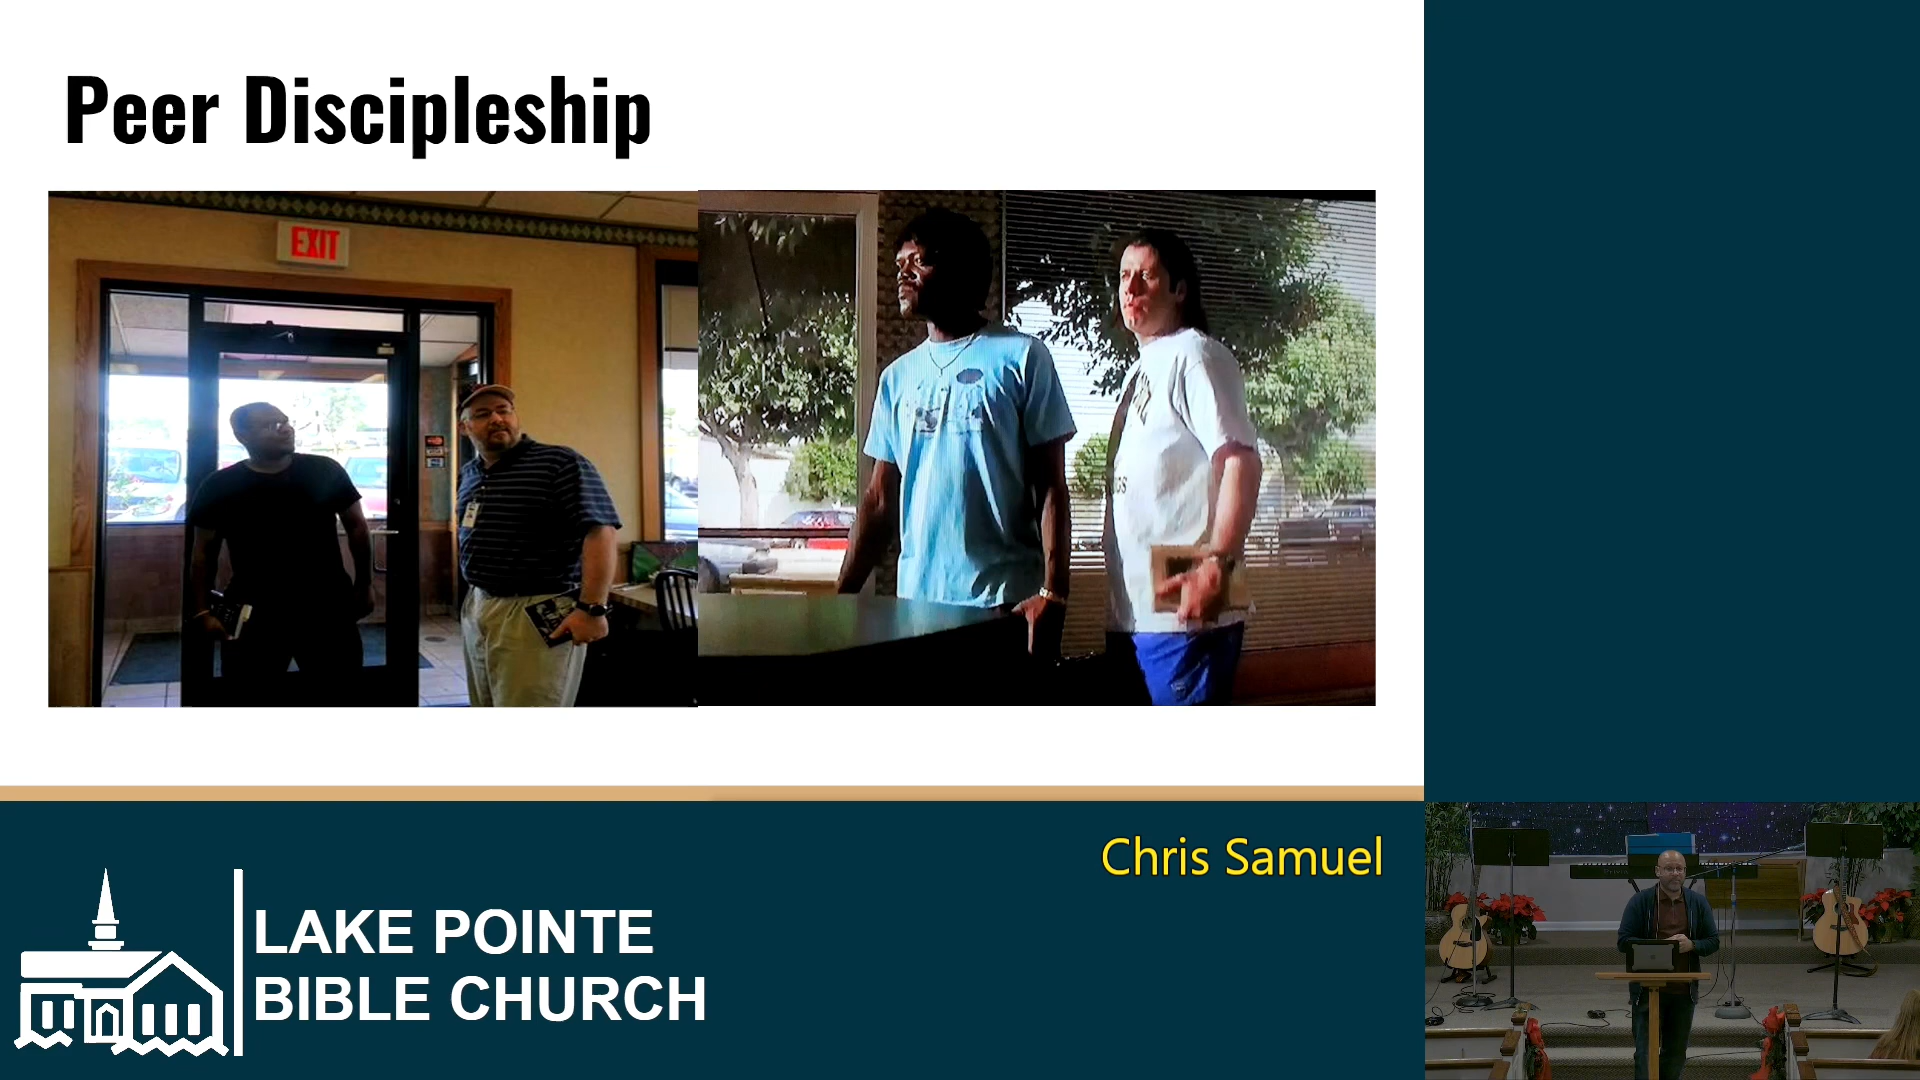 Peer Discipleship
EXIT
Chris Samuel
LAKE POINTE
BIBLE CHURCH